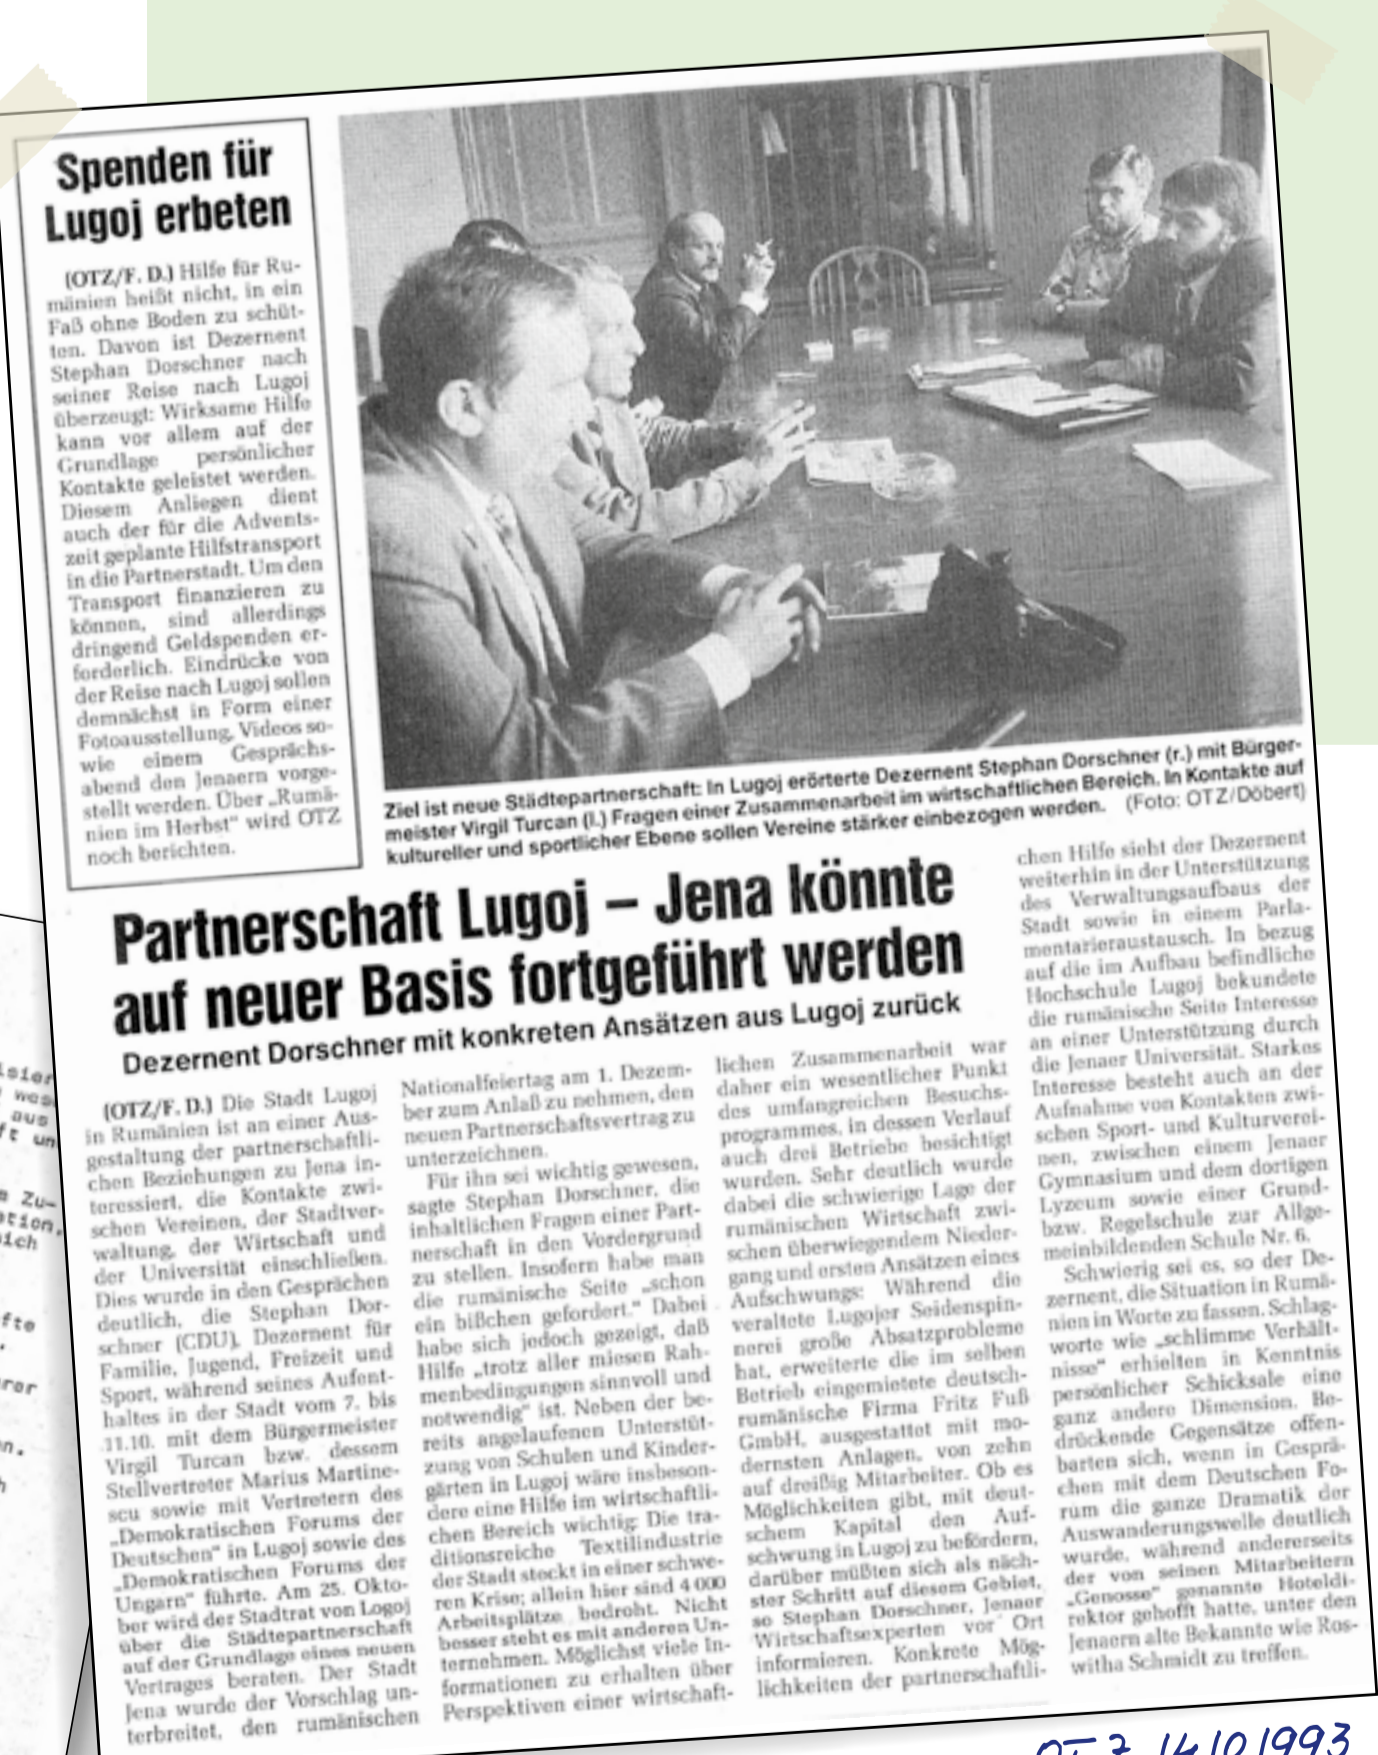 Spenden für
Lugoj erbeten
(OTZ/F. D.) Hilfe für Ru-
mänien heißt nicht, in ein
Faß ohne Boden zu schüt-
ten. Davon ist Dezernent
Stephan Dorschner nach
seiner Reise nach Lugoj
überzeugt: Wirksame Hilfe
kann vor allem auf der
Grundlage persönlicher
Kontakte geleistet werden.
Diesem Anliegen dient
auch der für die Advents-
zeit geplante Hilfstransport
in die Partnerstadt. Um den
Transport finanzieren zu
können, sind allerdings
dringend Geldspenden er-
forderlich. Eindrücke von
der Reise nach Lugoj sollen
demnächst in Form einer
Fotoausstellung, Videos so-
wie einem Gesprächs-
abend den Jenaern vorge-
stellt werden. Über „Rumä-
nien im Herbst“ wird OTZ
noch berichten.
Ziel ist neue Städtepartnerschaft: In Lugoj erörterte Dezernent Stephan Dorschner (r.) mit Bürger-
meister Virgil Turcan (l.) Fragen einer Zusammenarbeit im wirtschaftlichen Bereich. In Kontakte auf
kultureller und sportlicher Ebene sollen Vereine stärker einbezogen werden. (Foto: OTZ/Döbert)
Partnerschaft Lugoj – Jena könnte
auf neuer Basis fortgeführt werden
Dezernent Dorschner mit konkreten Ansätzen aus Lugoj zurück
(OTZ/F. D.) Die Stadt Lugoj
in Rumänien ist an einer Aus-
gestaltung der partnerschaftli-
chen Beziehungen zu Jena in-
teressiert, die Kontakte zwi-
schen Vereinen, der Stadtver-
waltung, der Wirtschaft und
der Universität einschließen.
Dies wurde in den Gesprächen
deutlich, die Stephan Dor-
schner (CDU), Dezernent für
Familie, Jugend, Freizeit und
Sport, während seines Aufent-
haltes in der Stadt vom 7. bis
11.10. mit dem Bürgermeister
Virgil Turcan bzw. dessem
Stellvertreter Marius Martine-
scu sowie mit Vertretern des
„Demokratischen Forums der
Deutschen“ in Lugoj sowie des
„Demokratischen Forums der
Ungarn“ führte. Am 25. Okto-
ber wird der Stadtrat von Logoj
über die Städtepartnerschaft
auf der Grundlage eines neuen
Vertrages beraten. Der Stadt
Jena wurde der Vorschlag un-
terbreitet, den rumänischen
Nationalfeiertag am 1. Dezem-
ber zum Anlaß zu nehmen, den
neuen Partnerschaftsvertrag zu
unterzeichnen.
Für ihn sei wichtig gewesen,
sagte Stephan Dorschner, die
inhaltlichen Fragen einer Part-
nerschaft in den Vordergrund
zu stellen. Insofern habe man
die rumänische Seite „schon
ein bißchen gefordert.“ Dabei
habe sich jedoch gezeigt, daß
Hilfe „trotz aller miesen Rah-
menbedingungen sinnvoll und
notwendig“ ist. Neben der be-
reits angelaufenen Unterstüt-
zung von Schulen und Kinder-
gärten in Lugoj wäre insbeson-
dere eine Hilfe im wirtschaftli-
chen Bereich wichtig: Die tra-
ditionsreiche Textilindustrie
der Stadt steckt in einer schwe-
ren Krise; allein hier sind 4 000
Arbeitsplätze bedroht. Nicht
besser steht es mit anderen Un-
ternehmen. Möglichst viele In-
formationen zu erhalten über
Perspektiven einer wirtschaft-
lichen Zusammenarbeit war
daher ein wesentlicher Punkt
des umfangreichen Besuchs-
programmes, in dessen Verlauf
auch drei Betriebe besichtigt
wurden. Sehr deutlich wurde
dabei die schwierige Lage der
rumänischen Wirtschaft zwi-
schen überwiegendem Nieder-
gang und ersten Ansätzen eines
Aufschwungs: Während die
veraltete Lugojer Seidenspin-
nerei große Absatzprobleme
hat, erweiterte die im selben
Betrieb eingemietete deutsch-
rumänische Firma Fritz Fuß
GmbH, ausgestattet mit mo-
dernsten Anlagen, von zehn
auf dreißig Mitarbeiter. Ob es
Möglichkeiten gibt, mit deut-
schem Kapital den Auf-
schwung in Lugoj zu befördern,
darüber müßten sich als näch-
ster Schritt auf diesem Gebiet,
so Stephan Dorschner, Jenaer
Wirtschaftsexperten vor Ort
informieren. Konkrete Mög-
lichkeiten der partnerschaftli-
chen Hilfe sieht der Dezernent
weiterhin in der Unterstützung
des Verwaltungsaufbaus der
Stadt sowie in einem Parla-
mentarieraustausch. In bezug
auf die im Aufbau befindliche
Hochschule Lugoj bekundete
die rumänische Seite Interesse
an einer Unterstützung durch
die Jenaer Universität. Starkes
Interesse besteht auch an der
Aufnahme von Kontakten zwi-
schen Sport- und Kulturverei-
nen, zwischen einem Jenaer
Gymnasium und dem dortigen
Lyzeum sowie einer Grund-
bzw. Regelschule zur Allge-
meinbildenden Schule Nr. 6.
Schwierig sei es, so der De-
zernent, die Situation in Rumä-
nien in Worte zu fassen. Schlag-
worte wie „schlimme Verhält-
nisse“ erhielten in Kenntnis
persönlicher Schicksale eine
ganz andere Dimension. Be-
drückende Gegensätze offen-
barten sich, wenn in Gesprä-
chen mit dem Deutschen Fo-
rum die ganze Dramatik der
Auswanderungswelle deutlich
wurde, während andererseits
der von seinen Mitarbeitern
„Genosse“ genannte Hoteldi-
rektor gehofft hatte, unter den
Jenaern alte Bekannte wie Ros-
witha Schmidt zu treffen.
OTZ 14.10.1993
aus